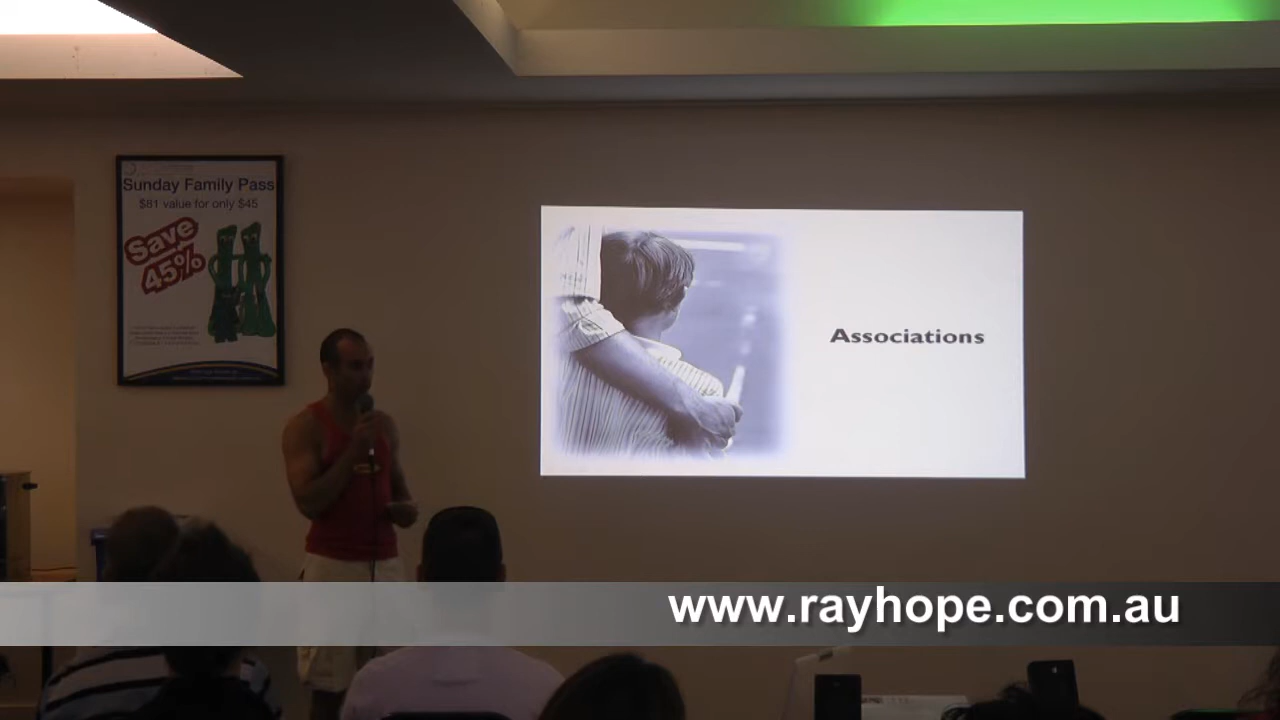 Sunday Family Pass
$81 value for only $45
Save
45%
Associations
www.rayhope.com.au